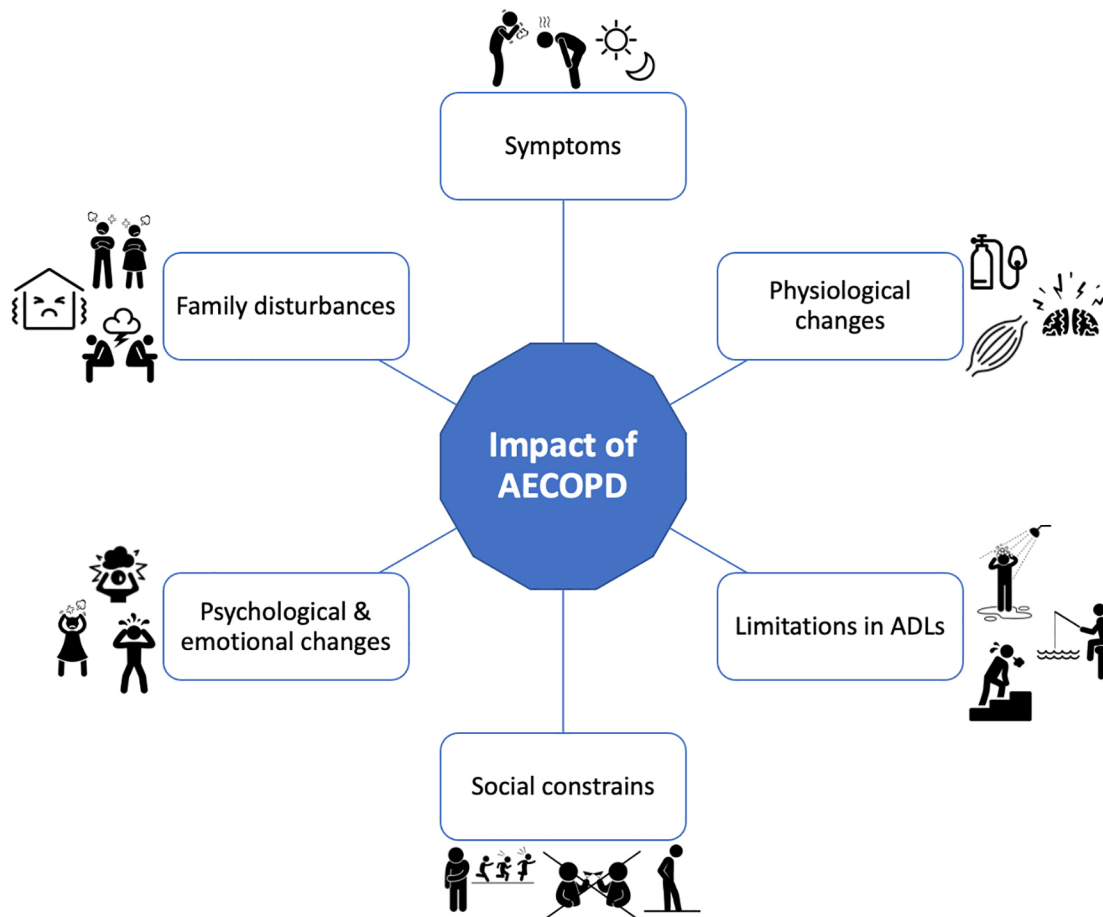 Symptoms
Family disturbances
Physiological
changes
Impact of
AECOPD
Psychological &
emotional changes
Limitations in ADLs
Social constrains